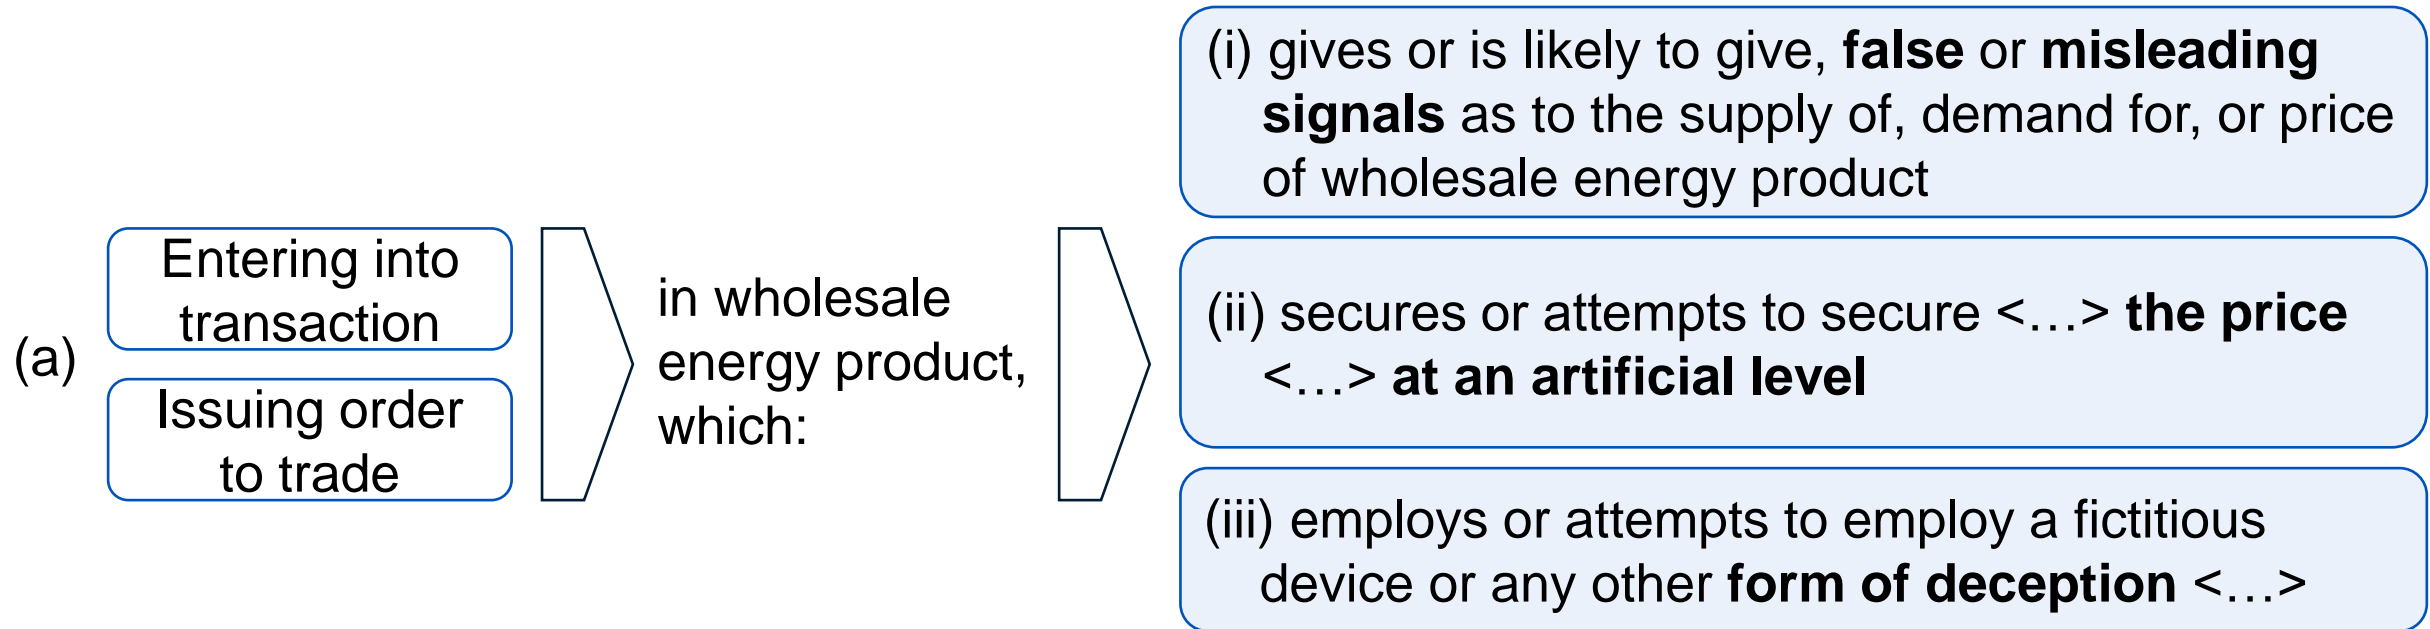 (a)
Entering into
transaction
Issuing order
to trade
in wholesale
energy product,
which:
(i) gives or is likely to give, false or misleading
signals as to the supply of, demand for, or price
of wholesale energy product
(ii) secures or attempts to secure <…> the price
<…> at an artificial level
(iii) employs or attempts to employ a fictitious
device or any other form of deception <…>